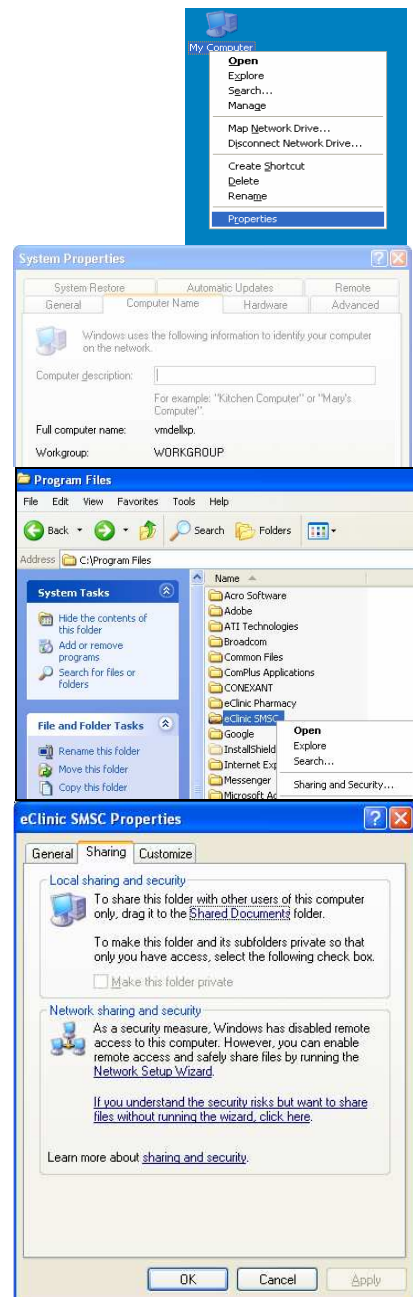 My Computer
Open
Explore
Search...
Manage
Map Network Drive...
Disconnect Network Drive...
Create Shortcut
Delete
Rename
Properties
System Properties
System Restore Automatic Updates Remote
General Computer Name Hardware Advanced
Windows uses the following information to identify your computer
on the network.
Computer description:
For example: "Kitchen Computer" or "Mary's
Computer".
Full computer name: vmdellxp.
Workgroup: WORKGROUP
Program Files
File Edit View Favorites Tools Help
Back Search Folders
Address C:\Program Files
Name
System Tasks
Hide the contents of
this folder
Add or remove
programs
Search for files or
folders
File and Folder Tasks
Rename this folder
Move this folder
Copy this folder
Acro Software
Adobe
ATI Technologies
Broadcom
Common Files
ComPlus Applications
CONEXANT
eClinic Pharmacy
eClinic SMSC
Google
InstallShield
Internet Exp
Messenger
Microsoft Ac
Open
Explore
Search...
Sharing and Security...
eClinic SMSC Properties
General Sharing Customize
Local sharing and security
To share this folder with other users of this computer
only, drag it to the Shared Documents folder.
To make this folder and its subfolders private so that
only you have access, select the following check box.
Make this folder private
Network sharing and security
As a security measure, Windows has disabled remote
access to this computer. However, you can enable
remote access and safely share files by running the
Network Setup Wizard.
If you understand the security risks but want to share
files without running the wizard, click here.
Learn more about sharing and security.
OK Cancel Apply